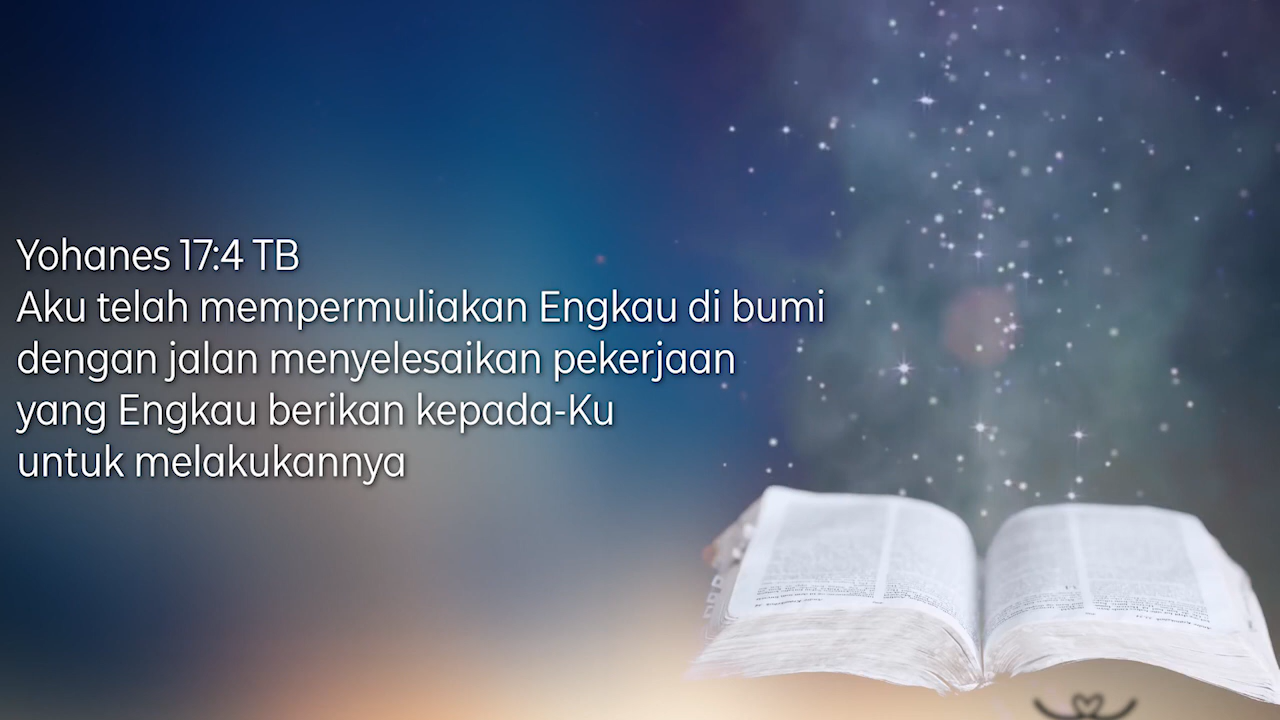 Yohanes 17:4 TB
Aku telah mempermuliakan Engkau di bumi
dengan jalan menyelesaikan pekerjaan
yang Engkau berikan kepada-Ku
untuk melakukannya